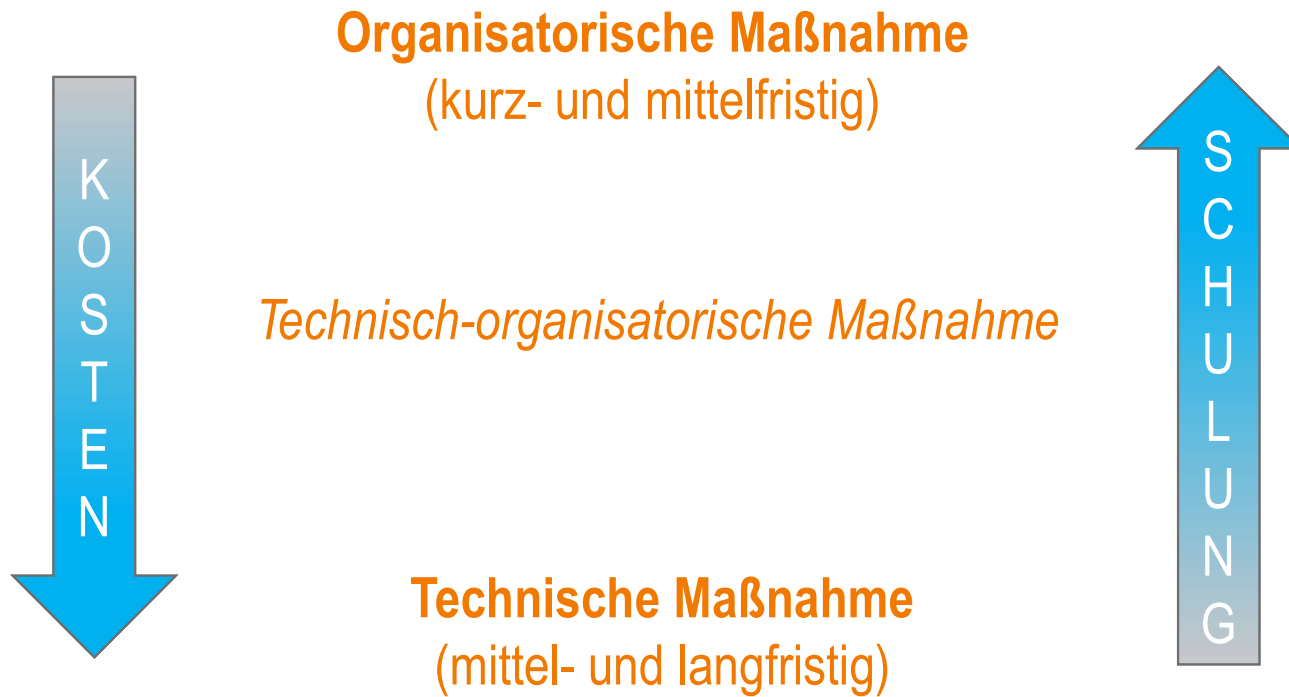 Organisatorische Maßnahme
(kurz- und mittelfristig)
KOSTEN
Technisch-organisatorische Maßnahme
SCHULUNG
Technische Maßnahme
(mittel- und langfristig)